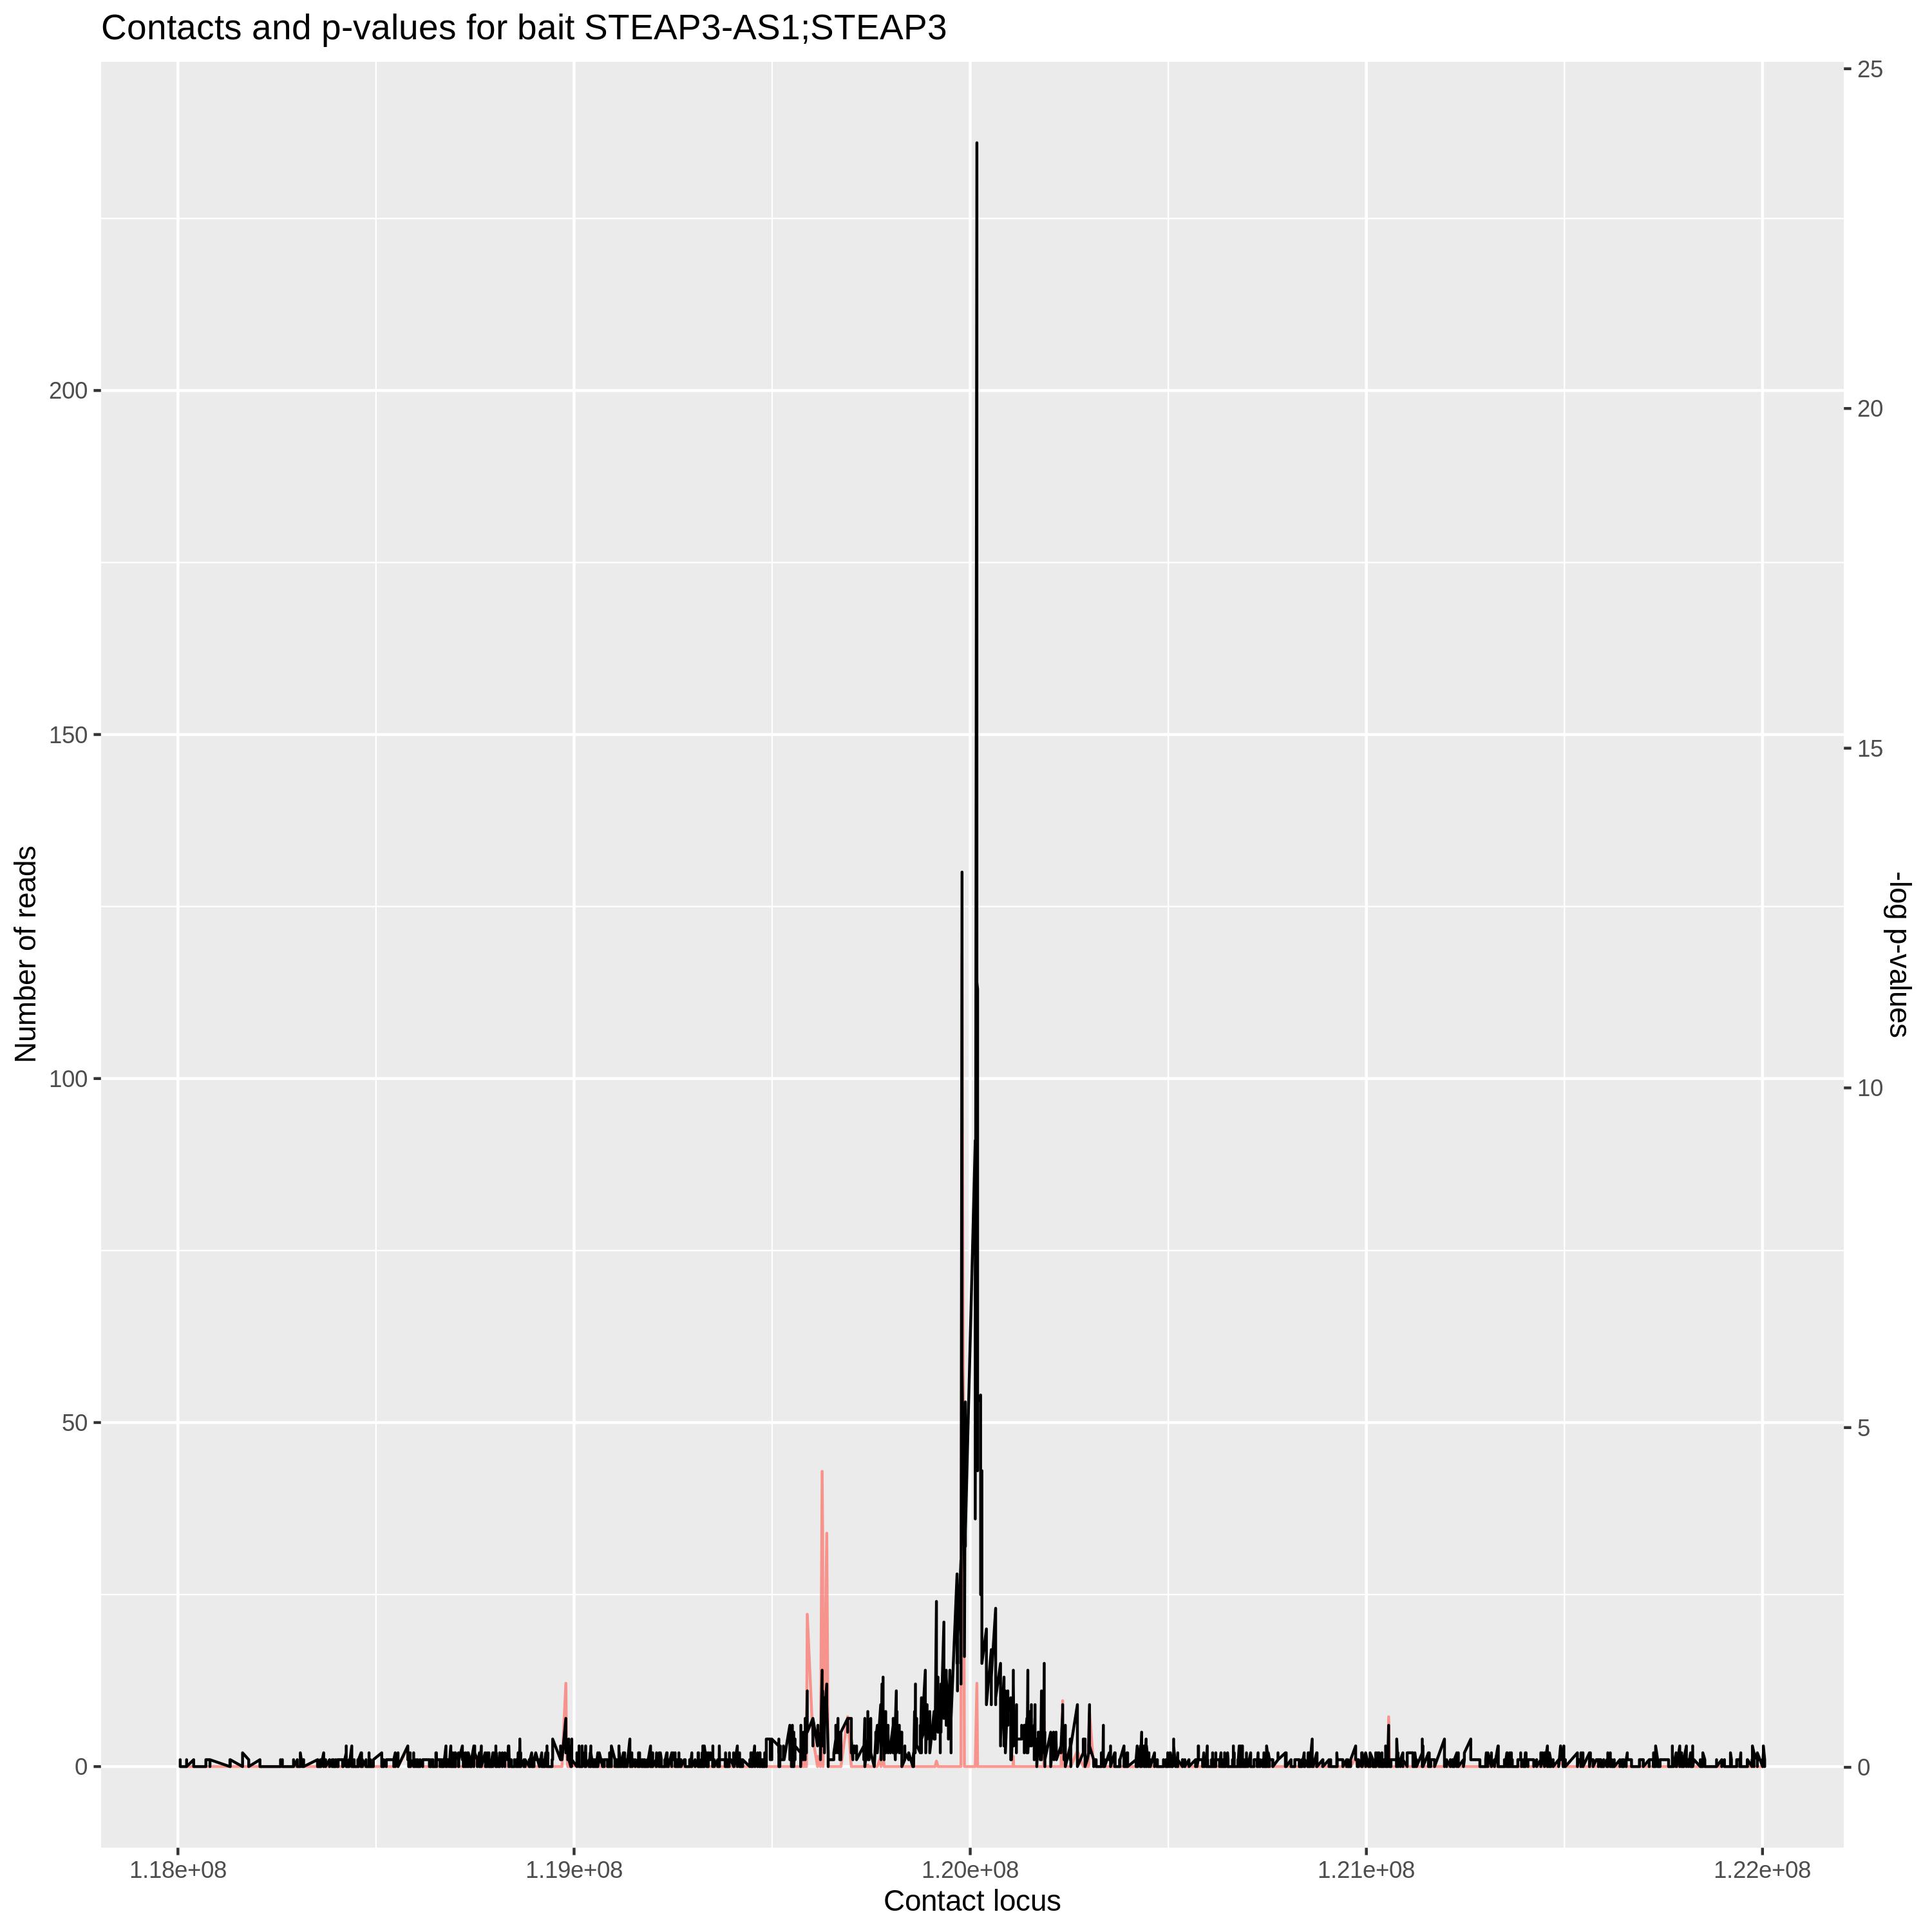 Contacts and p-values for bait STEAP3-AS1;STEAP3
25
200
20
150
15
Number of reads
-log p-values
100
10
50
5
0
0
1.18e+08
1.19e+08
1.20e+08
1.21e+08
1.22e+08
Contact locus